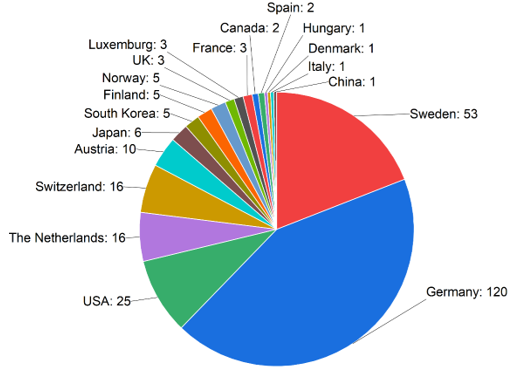 Spain: 2
Canada: 2
Hungary: 1
Luxemburg: 3
France: 3
Denmark: 1
UK: 3
Italy: 1
Norway: 5
China: 1
Finland: 5
South Korea: 5
Sweden: 53
Japan: 6
Austria: 10
Switzerland: 16
The Netherlands: 16
Germany: 120
USA: 25